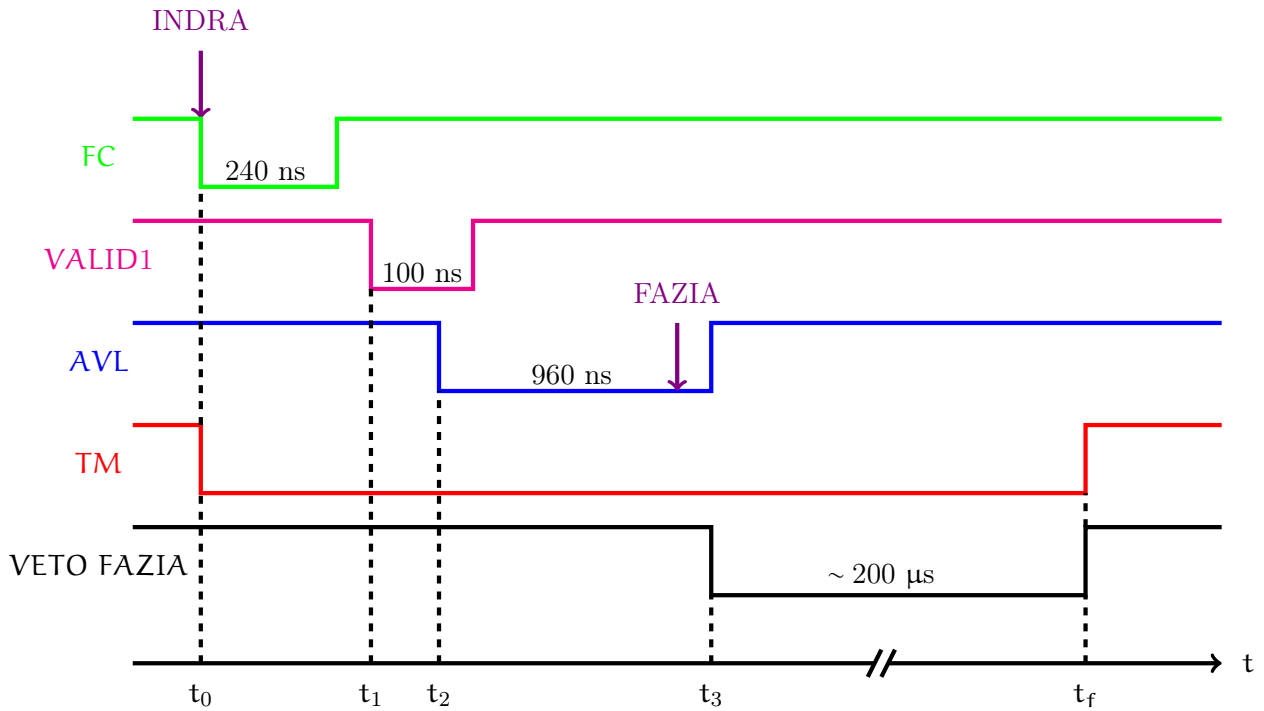 INDRA
FC
240 ns
VALID1
100 ns
FAZIA
AVL
960 ns
TM
VETO FAZIA
~ 200 µs
t
t₀
t₁
t₂
t₃
t_f